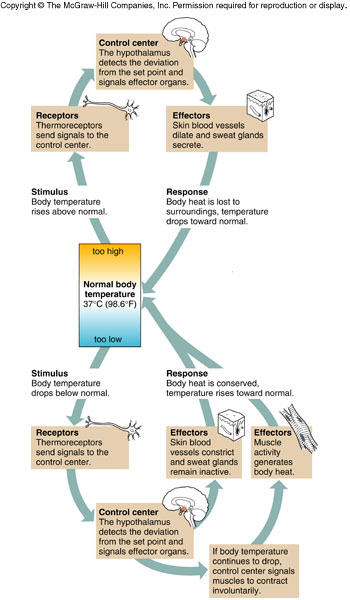 Copyright © The McGraw-Hill Companies, Inc. Permission required for reproduction or display.
Control center
The hypothalamus
detects the deviation
from the set point and
signals effector organs.
Receptors
Thermoreceptors
send signals to the
control center.
Effectors
Skin blood vessels
dilate and sweat glands
secrete.
Stimulus
Body temperature
rises above normal.
Response
Body heat is lost to
surroundings, temperature
drops toward normal.
too high
Normal body
temperature
37°C (98.6°F)
too low
Stimulus
Body temperature
drops below normal.
Response
Body heat is conserved,
temperature rises toward normal.
Receptors
Thermoreceptors
send signals to the
control center.
Effectors
Skin blood
vessels constrict
and sweat glands
remain inactive.
Effectors
Muscle
activity
generates
body heat.
Control center
The hypothalamus
detects the deviation
from the set point and
signals effector organs.
If body temperature
continues to drop,
control center signals
muscles to contract
involuntarily.